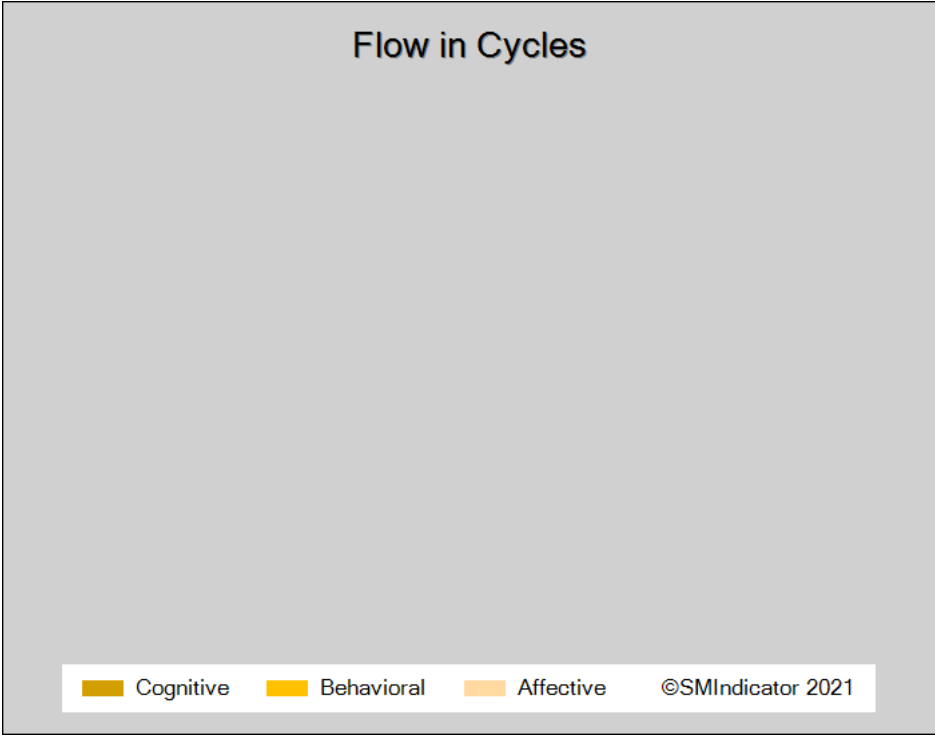 Flow in Cycles
Cognitive Behavioral Affective ©SMIndicator 2021